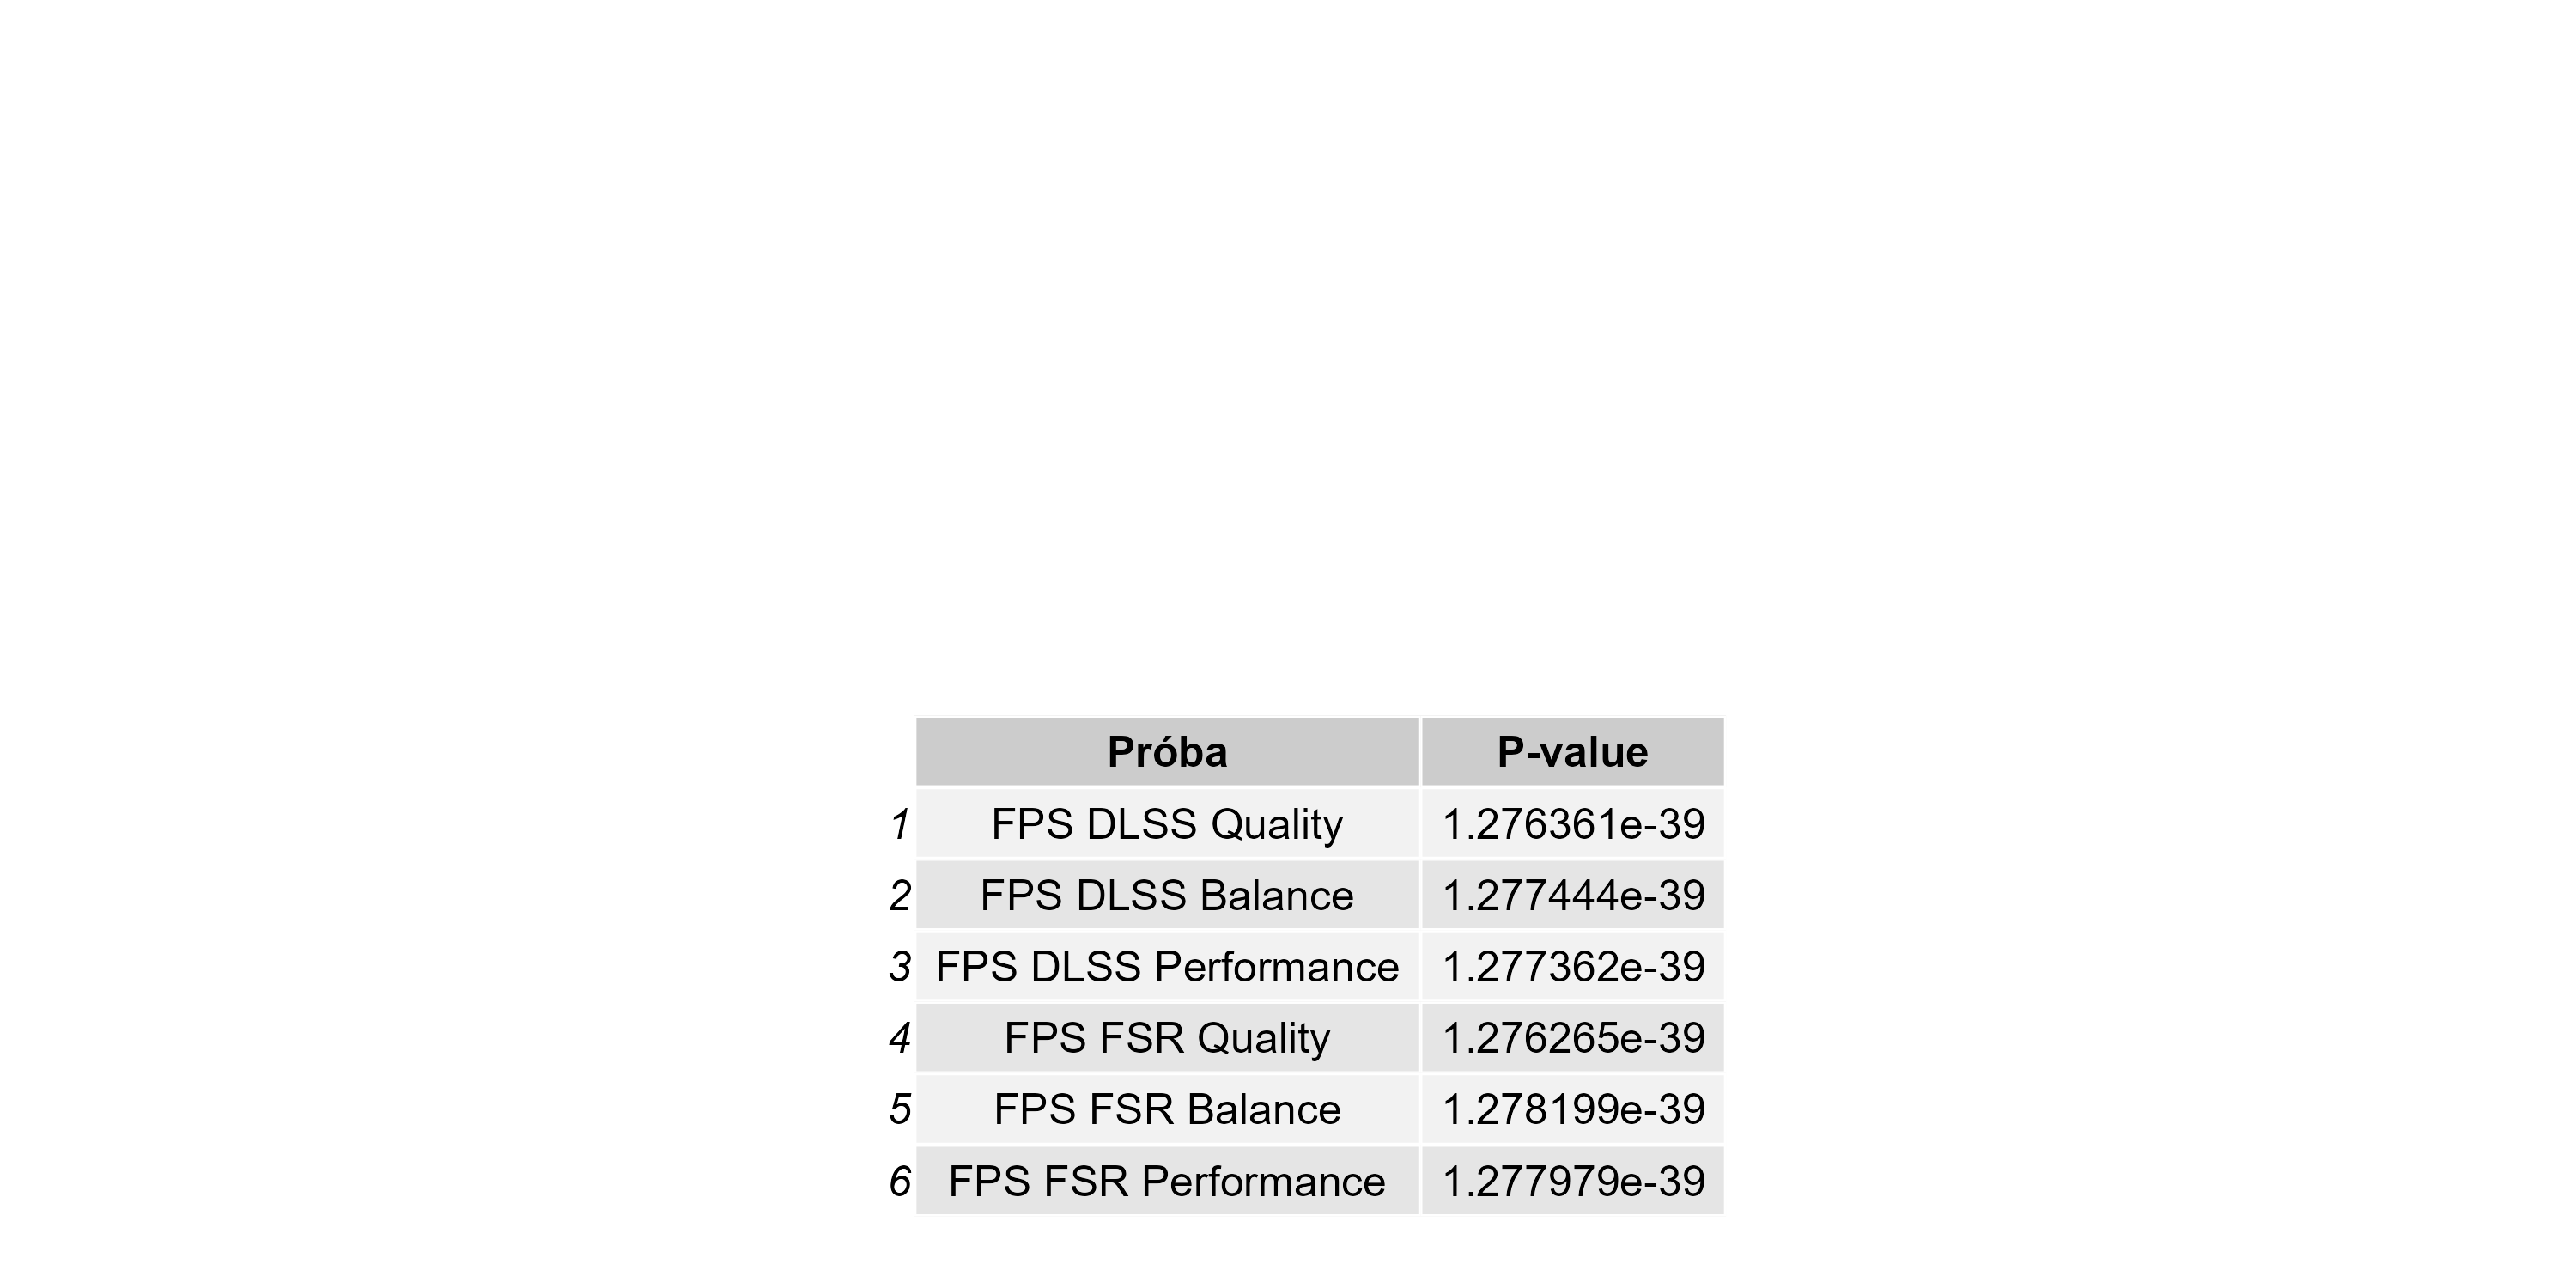 Próba P-value
1 FPS DLSS Quality 1.276361e-39
2 FPS DLSS Balance 1.277444e-39
3 FPS DLSS Performance 1.277362e-39
4 FPS FSR Quality 1.276265e-39
5 FPS FSR Balance 1.278199e-39
6 FPS FSR Performance 1.277979e-39